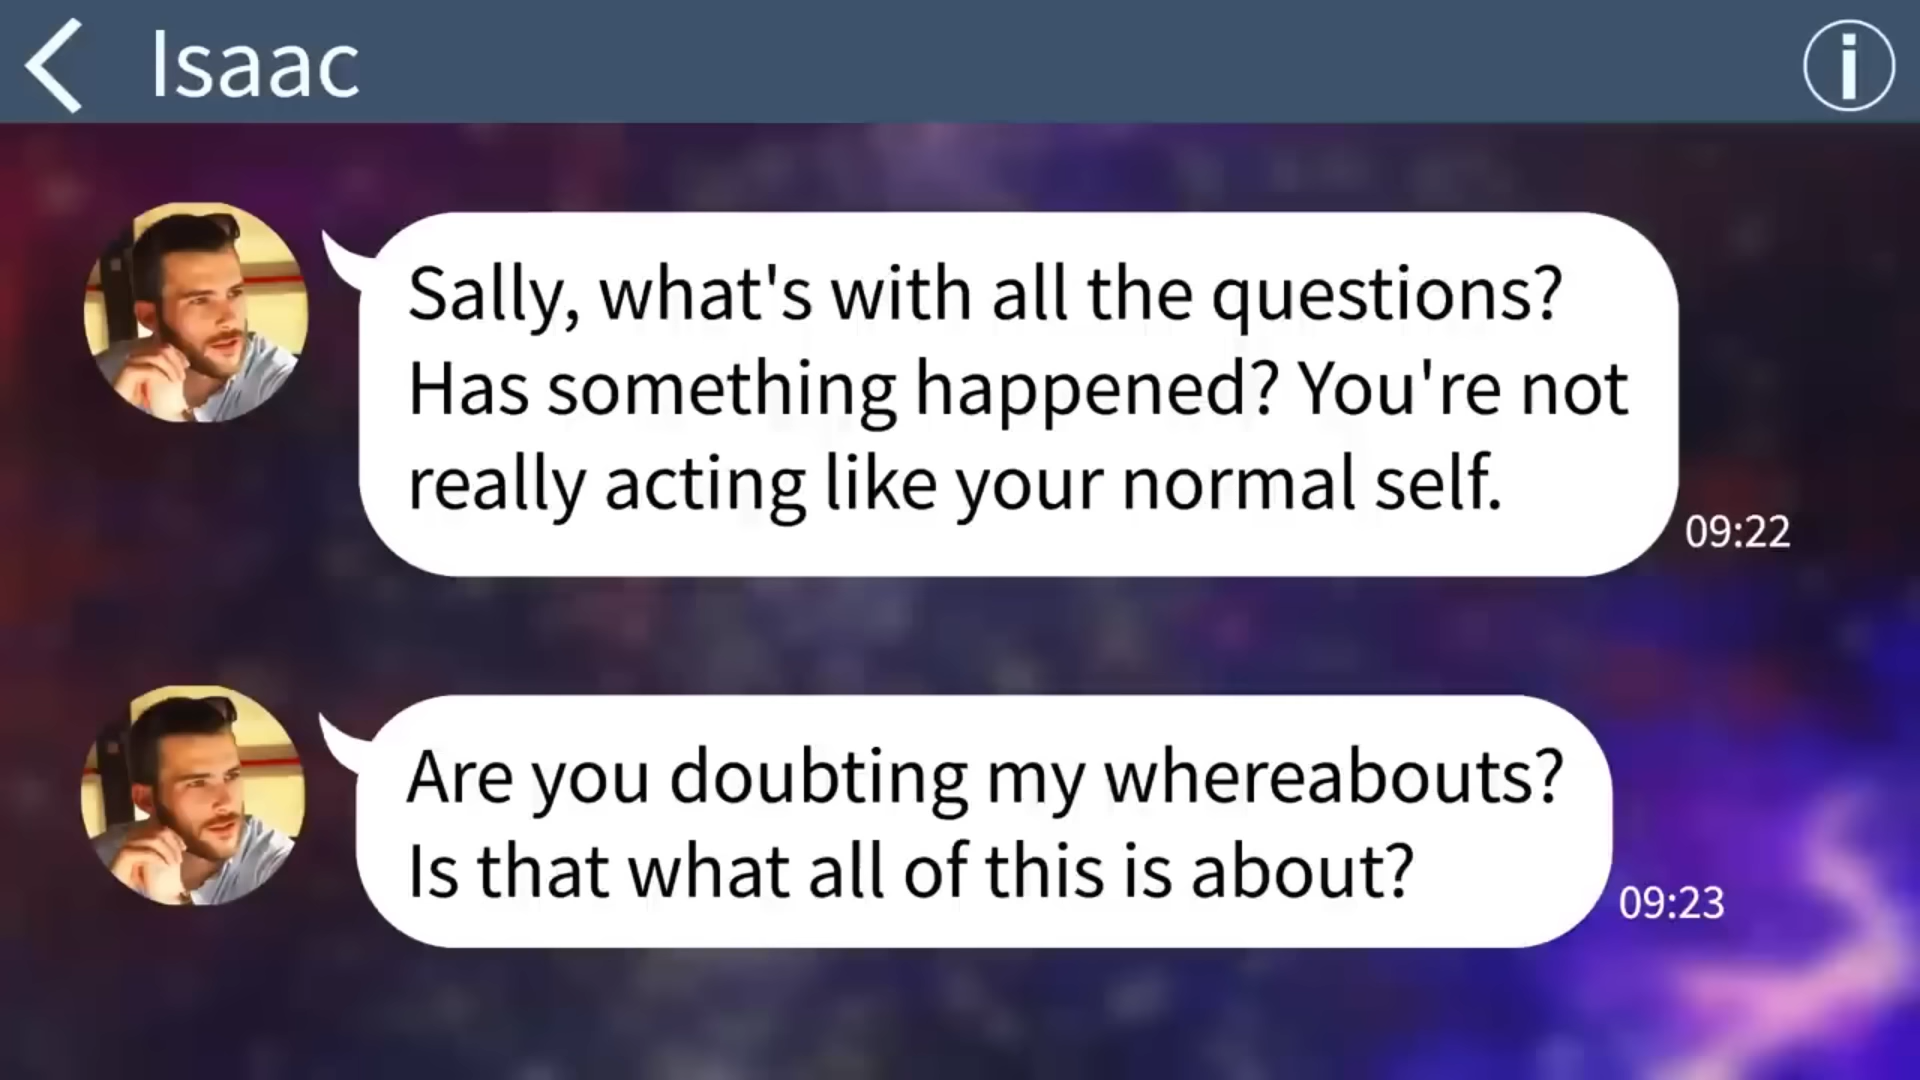 Isaac
Sally, what's with all the questions?
Has something happened? You're not
really acting like your normal self.
09:22
Are you doubting my whereabouts?
Is that what all of this is about?
09:23